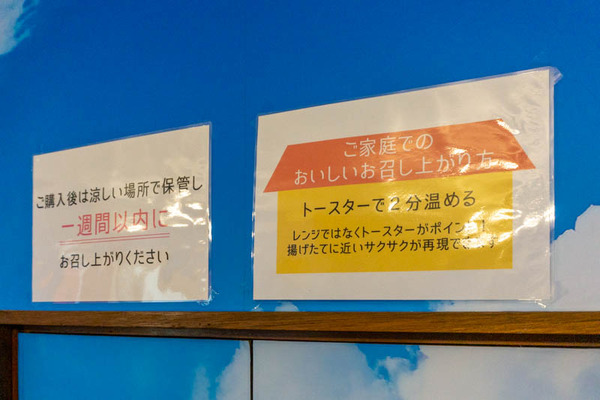 ご購入後は涼しい場所で保管し
一週間以内に
お召し上がりください
ご家庭での
おいしいお召し上がり方
トースターで2分温める
レンジではなくトースターがポイント!
揚げたてに近いサクサクが再現できます